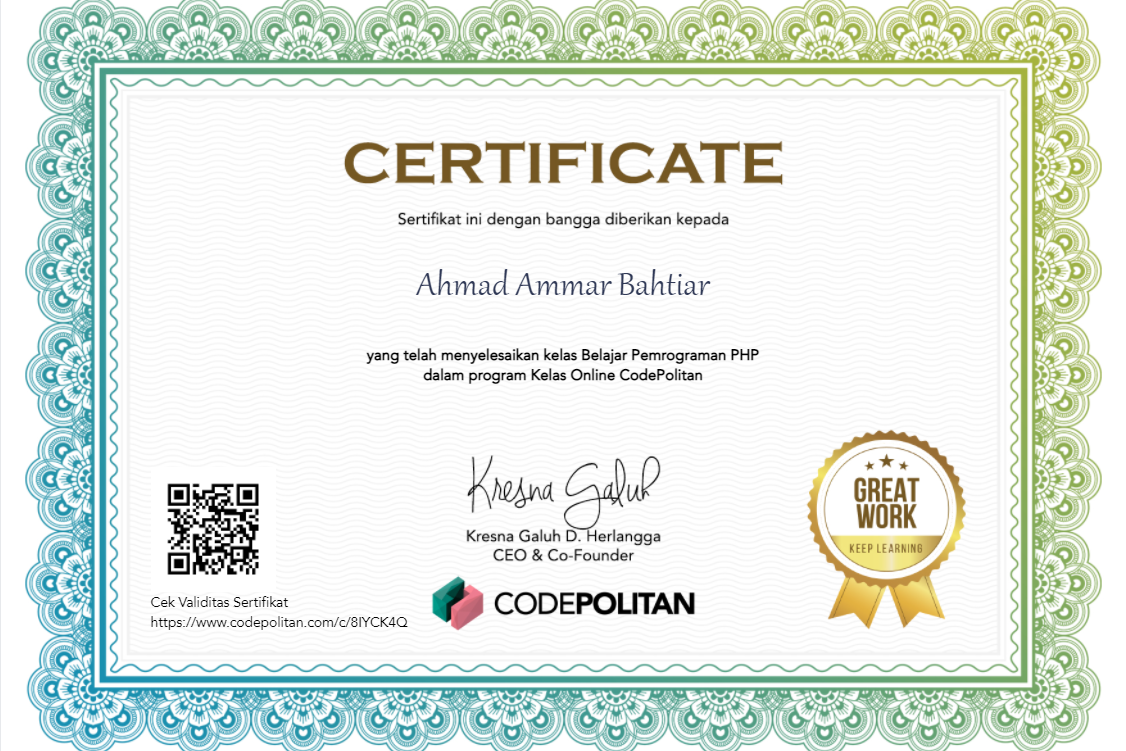 CERTIFICATE
Sertifikat ini dengan bangga diberikan kepada
Ahmad Ammar Bahtiar
yang telah menyelesaikan kelas Belajar Pemrograman PHP
dalam program Kelas Online CodePolitan
Kresna Galuh
Kresna Galuh D. Herlangga
CEO & Co-Founder
CODEPOLITAN
GREAT
WORK
KEEP LEARNING
Cek Validitas Sertifikat
https://www.codepolitan.com/c/8IYCK4Q